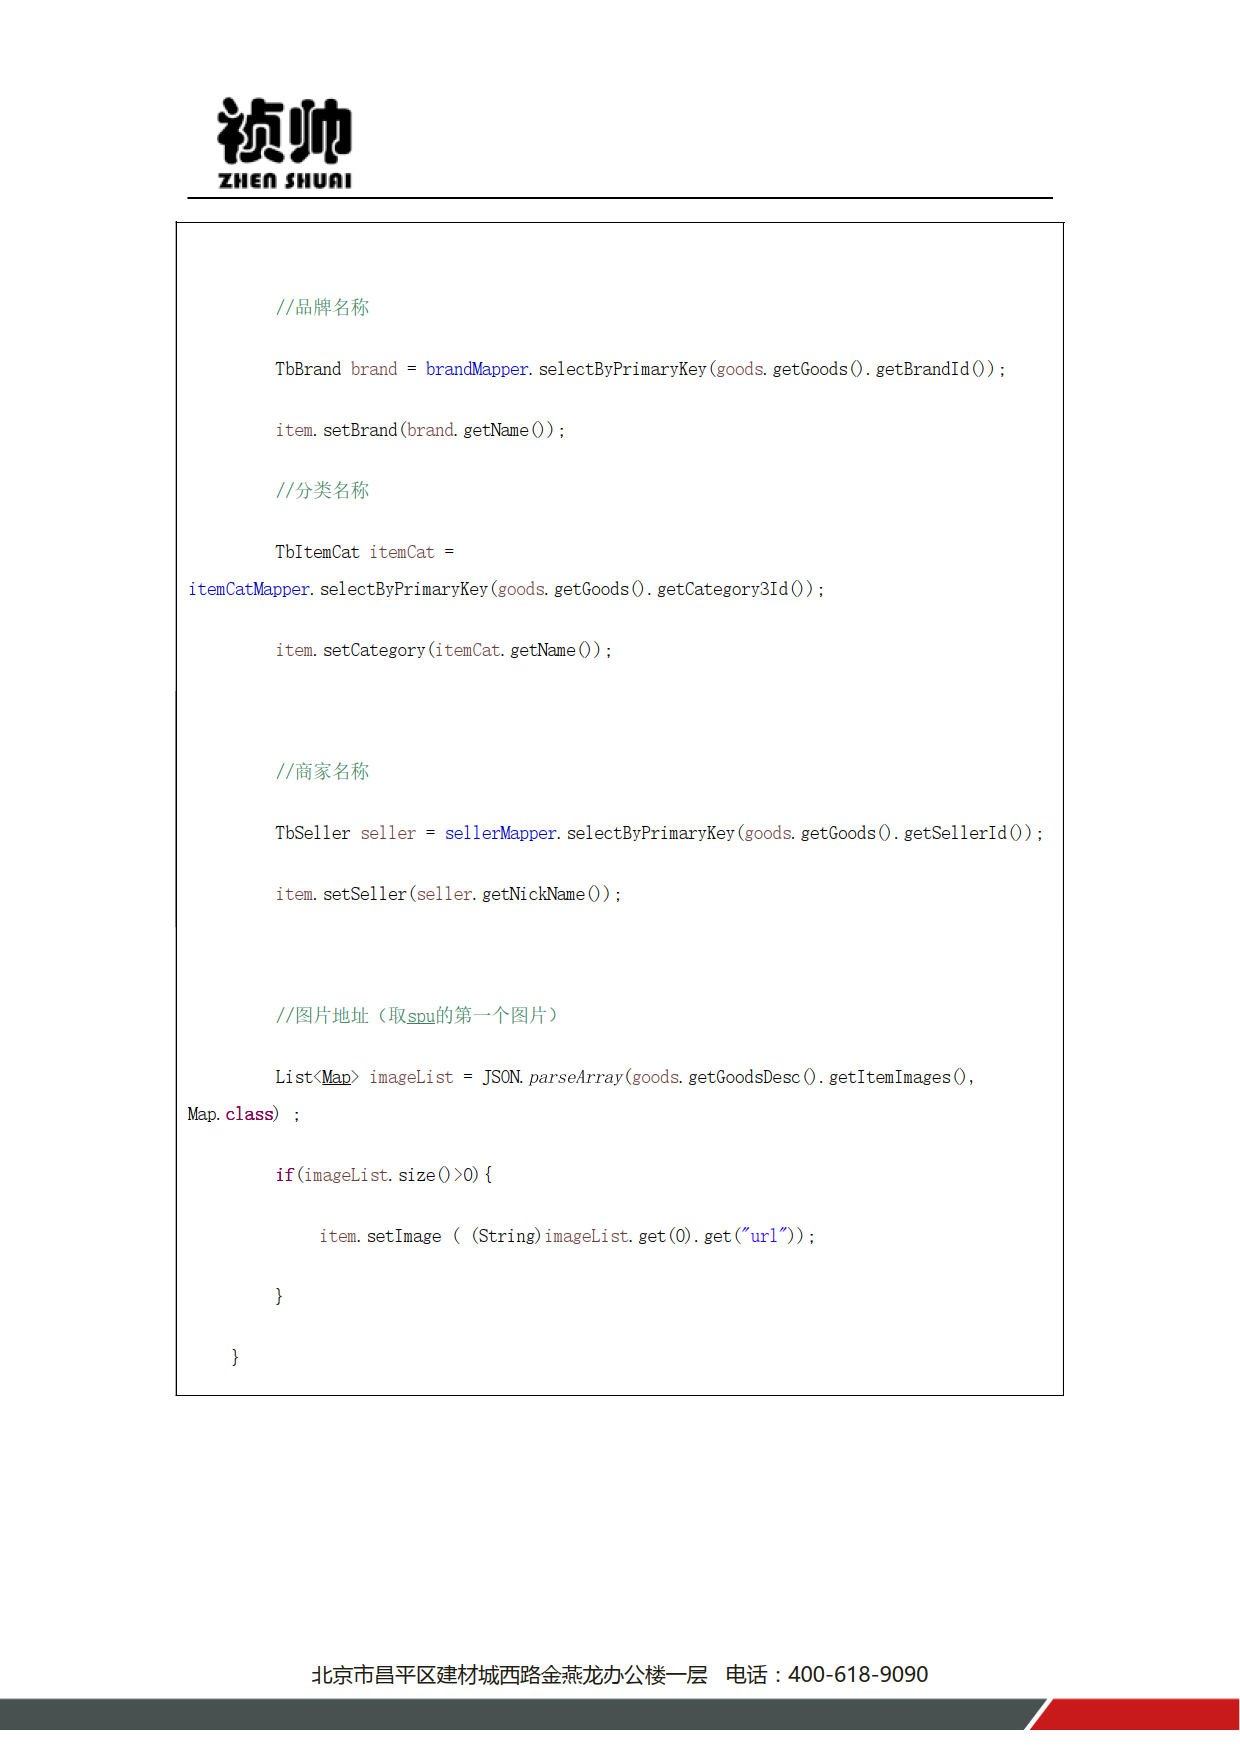 祯帅
ZHEN SHUAI
//品牌名称
TbBrand brand = brandMapper.selectByPrimaryKey(goods.getGoods().getBrandId());
item.setBrand(brand.getName());
//分类名称
TbItemCat itemCat =
itemCatMapper.selectByPrimaryKey(goods.getGoods().getCategory3Id());
item.setCategory(itemCat.getName());
//商家名称
TbSeller seller = sellerMapper.selectByPrimaryKey(goods.getGoods().getSellerId());
item.setSeller(seller.getNickName());
//图片地址（取spu的第一个图片）
List<Map> imageList = JSON.parseArray(goods.getGoodsDesc().getItemImages(),
Map.class) ;
if(imageList.size()>0){
item.setImage ( (String)imageList.get(0).get("url"));
}
}
北京市昌平区建材城西路金燕龙办公楼一层 电话：400-618-9090